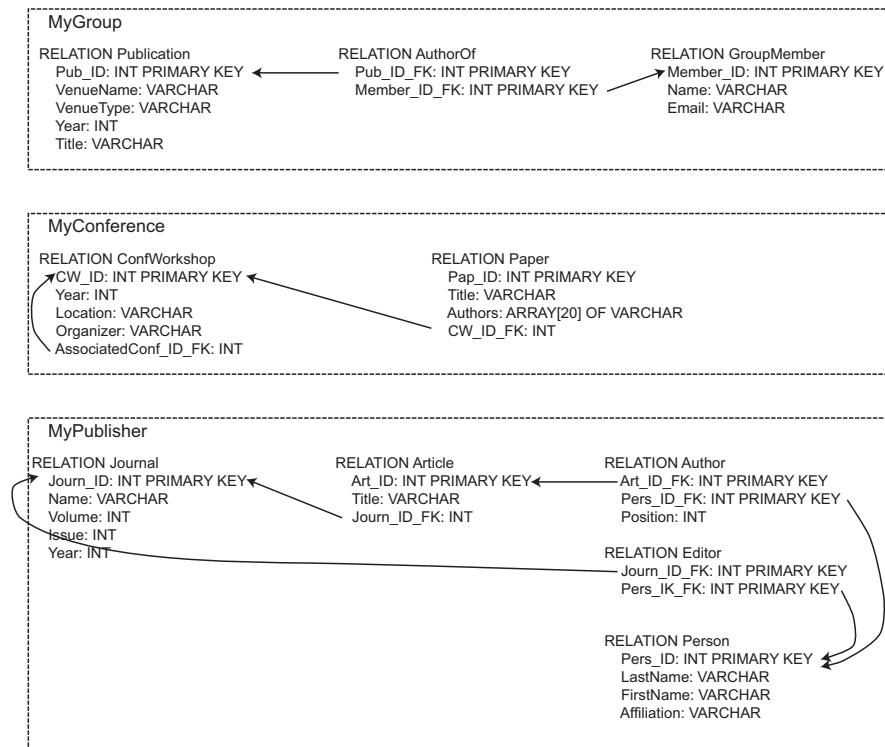 MyGroup
RELATION Publication
Pub_ID: INT PRIMARY KEY
VenueName: VARCHAR
VenueType: VARCHAR
Year: INT
Title: VARCHAR
RELATION AuthorOf
Pub_ID_FK: INT PRIMARY KEY
Member_ID_FK: INT PRIMARY KEY
RELATION GroupMember
Member_ID: INT PRIMARY KEY
Name: VARCHAR
Email: VARCHAR
MyConference
RELATION ConfWorkshop
CW_ID: INT PRIMARY KEY
Year: INT
Location: VARCHAR
Organizer: VARCHAR
AssociatedConf_ID_FK: INT
RELATION Paper
Pap_ID: INT PRIMARY KEY
Title: VARCHAR
Authors: ARRAY[20] OF VARCHAR
CW_ID_FK: INT
MyPublisher
RELATION Journal
Journ_ID: INT PRIMARY KEY
Name: VARCHAR
Volume: INT
Issue: INT
Year: INT
RELATION Article
Art_ID: INT PRIMARY KEY
Title: VARCHAR
Journ_ID_FK: INT
RELATION Author
Art_ID_FK: INT PRIMARY KEY
Pers_ID_FK: INT PRIMARY KEY
Position: INT
RELATION Editor
Journ_ID_FK: INT PRIMARY KEY
Pers_IK_FK: INT PRIMARY KEY
RELATION Person
Pers_ID: INT PRIMARY KEY
LastName: VARCHAR
FirstName: VARCHAR
Affiliation: VARCHAR